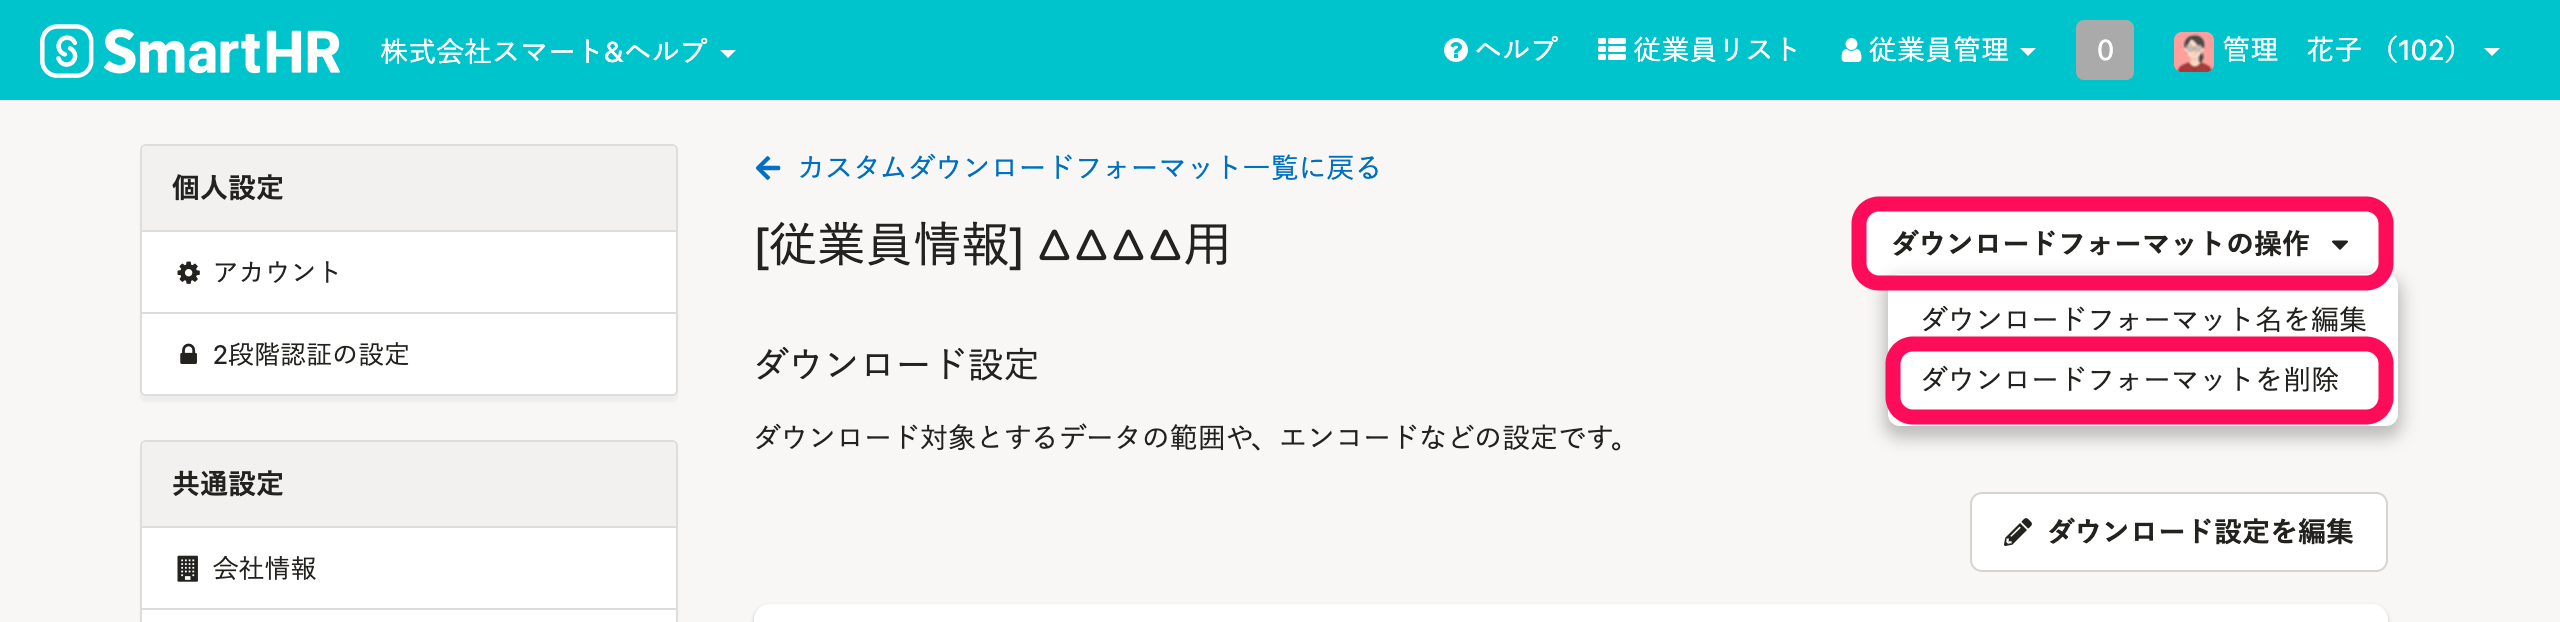 SmartHR 株式会社スマート&ヘルプ ヘルプ 従業員リスト 従業員管理 0 管理 花子 （102）
個人設定
アカウント
2段階認証の設定
共通設定
会社情報
カスタムダウンロードフォーマット一覧に戻る
[従業員情報] △△△△用
ダウンロードフォーマットの操作
ダウンロードフォーマット名を編集
ダウンロードフォーマットを削除
ダウンロード設定
ダウンロード対象とするデータの範囲や、エンコードなどの設定です。
ダウンロード設定を編集